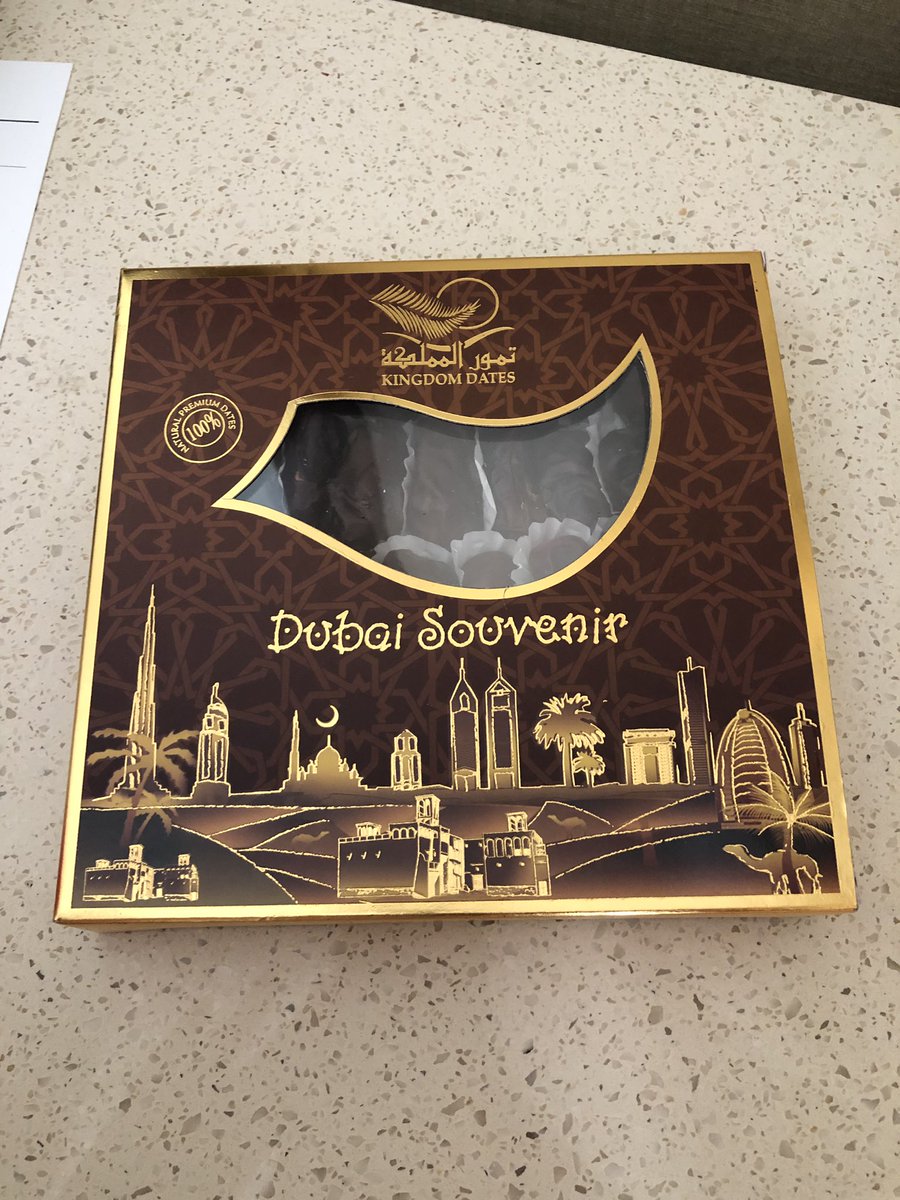 تمور المملكة
KINGDOM DATES
NATURAL PREMIUM DATES
100%
Dubai Souvenir